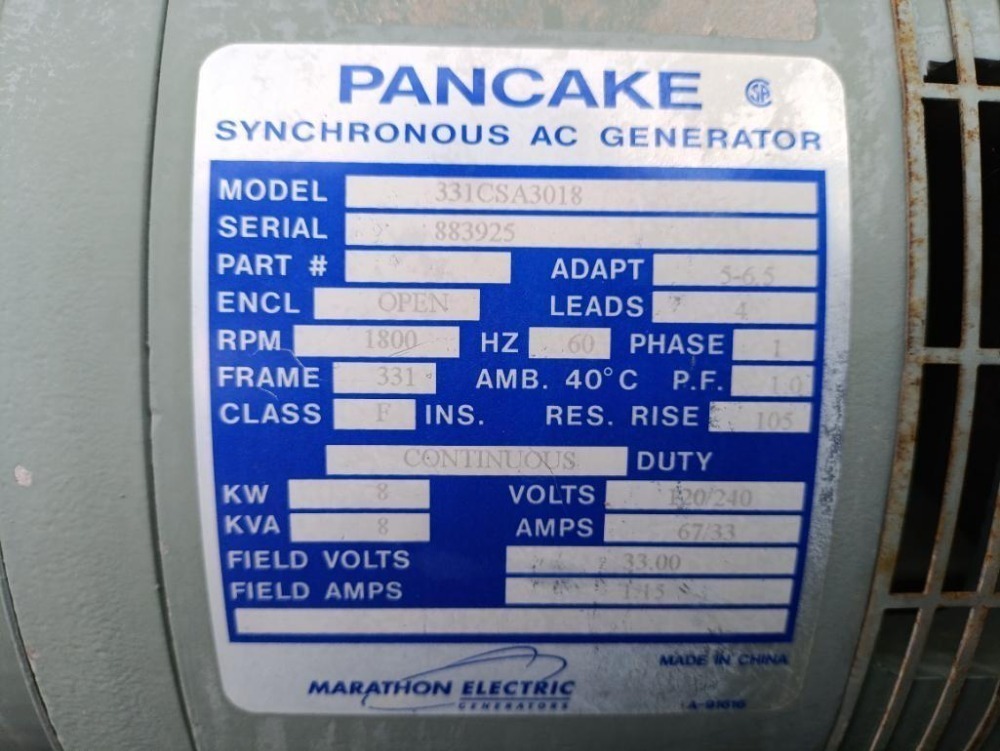 PANCAKE
SYNCHRONOUS AC GENERATOR
MODEL 331CSA3018
SERIAL 883925
PART # ADAPT 5-6.5
ENCL OPEN LEADS 4
RPM 1800 HZ 60 PHASE 1
FRAME 331 AMB. 40°C P.F. 1.0
CLASS F INS. RES. RISE 105
CONTINUOUS DUTY
KW 8 VOLTS 120/240
KVA 8 AMPS 67/33
FIELD VOLTS 33.00
FIELD AMPS 1.15
MADE IN CHINA
MARATHON ELECTRIC
GENERATORS